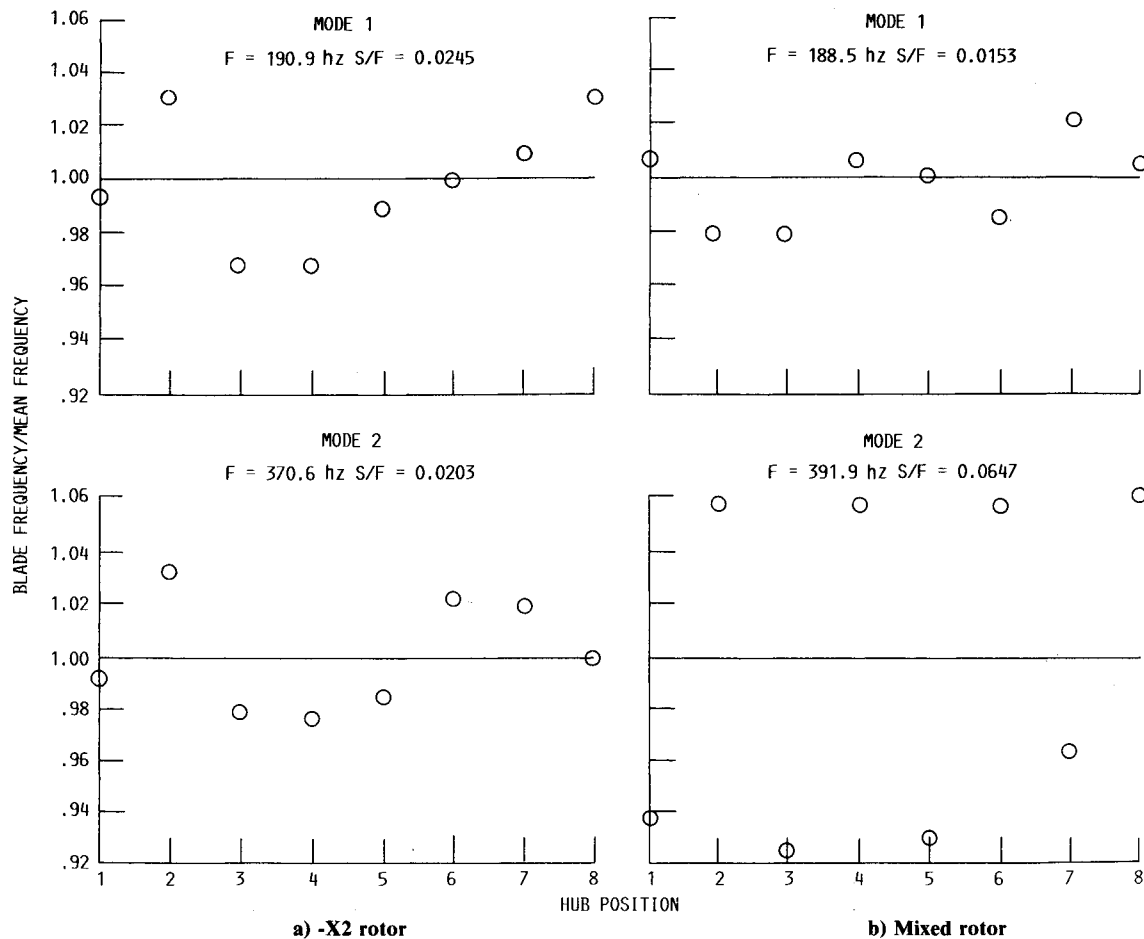 MODE 1
F = 190.9 hz S/F = 0.0245
1.06
1.04
1.02
1.00
.98
.96
.94
.92
MODE 1
F = 188.5 hz S/F = 0.0153
BLADE FREQUENCY/MEAN FREQUENCY
MODE 2
F = 370.6 hz S/F = 0.0203
1.06
1.04
1.02
1.00
.98
.96
.94
.92
1 2 3 4 5 6 7 8
MODE 2
F = 391.9 hz S/F = 0.0647
1 2 3 4 5 6 7 8
HUB POSITION
a) -X2 rotor
b) Mixed rotor